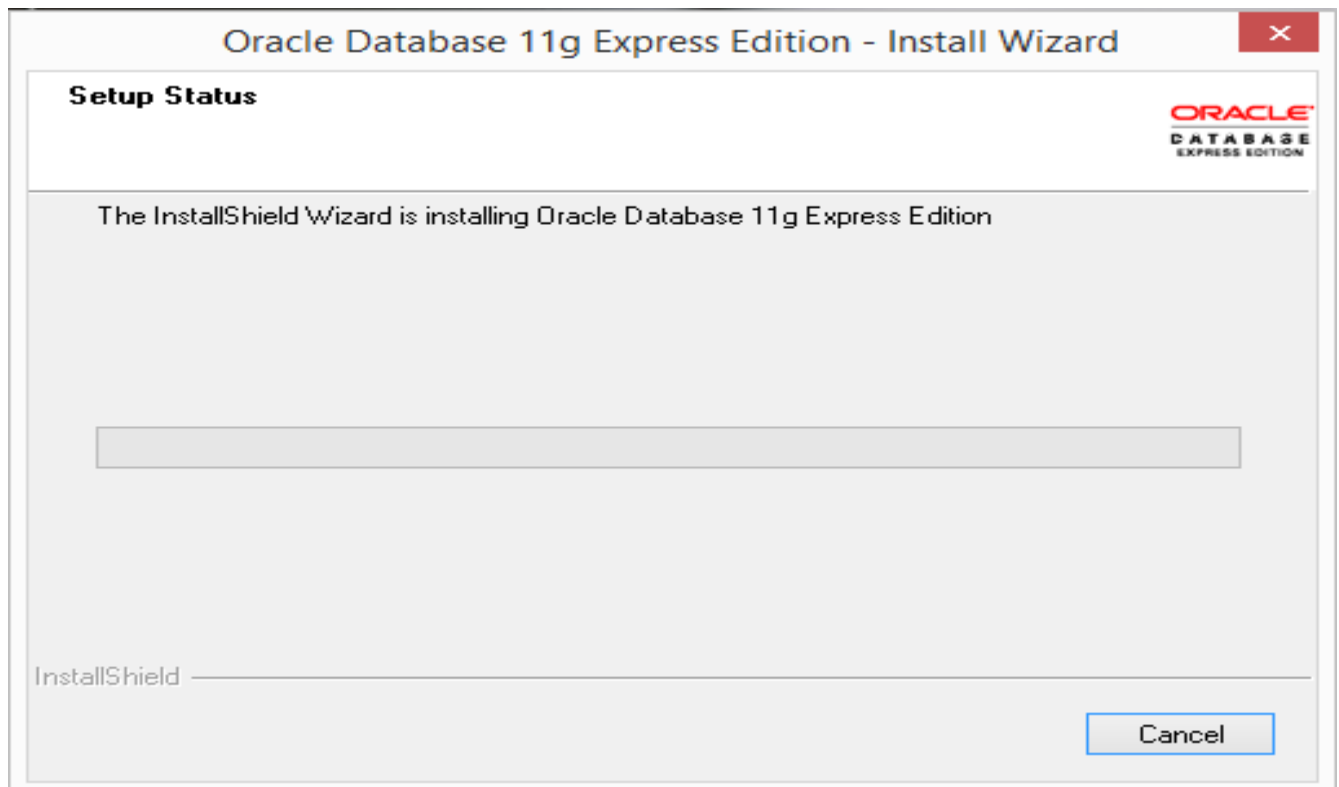 Oracle Database 11g Express Edition - Install Wizard
Setup Status
ORACLE
DATABASE
EXPRESS EDITION
The InstallShield Wizard is installing Oracle Database 11g Express Edition
InstallShield
Cancel